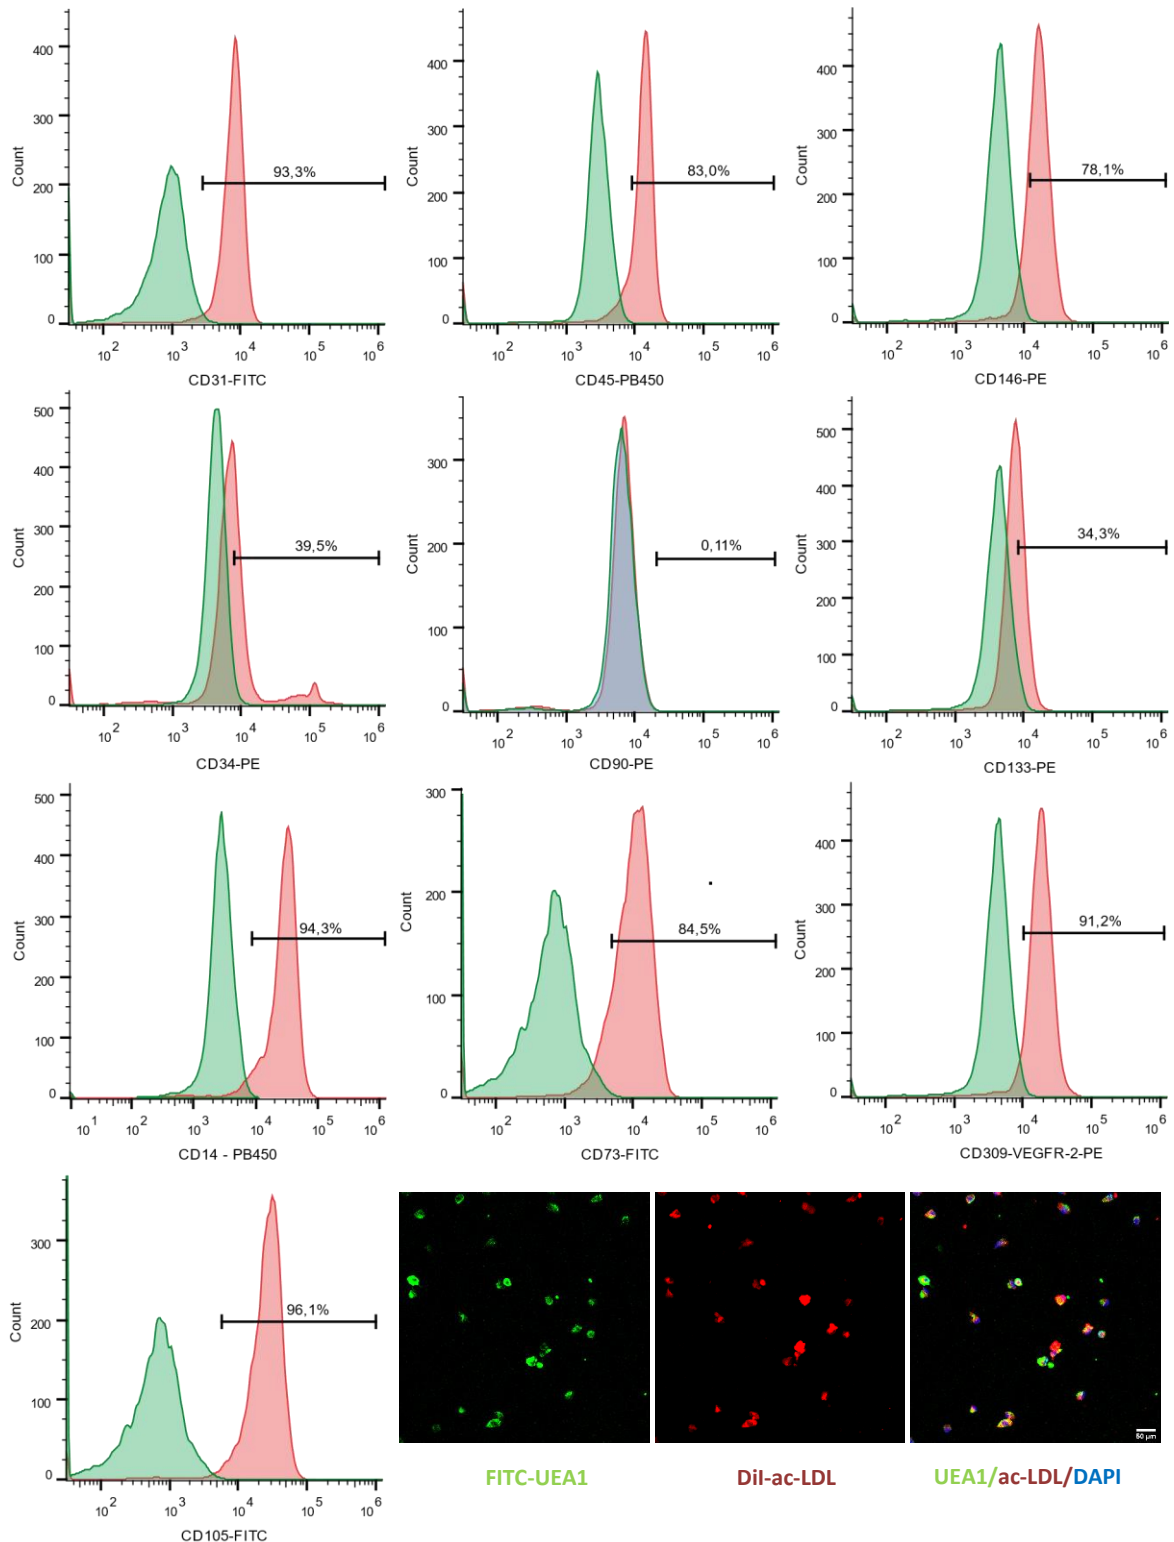 400
300
200
100
0
Count
93,3%
10^2 10^3 10^4 10^5 10^6
CD31-FITC
400
300
200
100
0
Count
83,0%
10^2 10^3 10^4 10^5 10^6
CD45-PB450
400
300
200
100
0
Count
78,1%
10^2 10^3 10^4 10^5 10^6
CD146-PE
500
400
300
200
100
0
Count
39,5%
10^2 10^3 10^4 10^5 10^6
CD34-PE
300
200
100
0
Count
0,11%
10^2 10^3 10^4 10^5 10^6
CD90-PE
500
400
300
200
100
0
Count
34,3%
10^2 10^3 10^4 10^5 10^6
CD133-PE
500
400
300
200
100
0
Count
94,3%
10^1 10^2 10^3 10^4 10^5 10^6
CD14 - PB450
300
200
100
0
Count
84,5%
10^2 10^3 10^4 10^5 10^6
CD73-FITC
400
300
200
100
0
Count
91,2%
10^2 10^3 10^4 10^5 10^6
CD309-VEGFR-2-PE
300
200
100
0
Count
96,1%
10^2 10^3 10^4 10^5 10^6
CD105-FITC
50 µm
FITC-UEA1
Dil-ac-LDL
UEA1/ac-LDL/DAPI